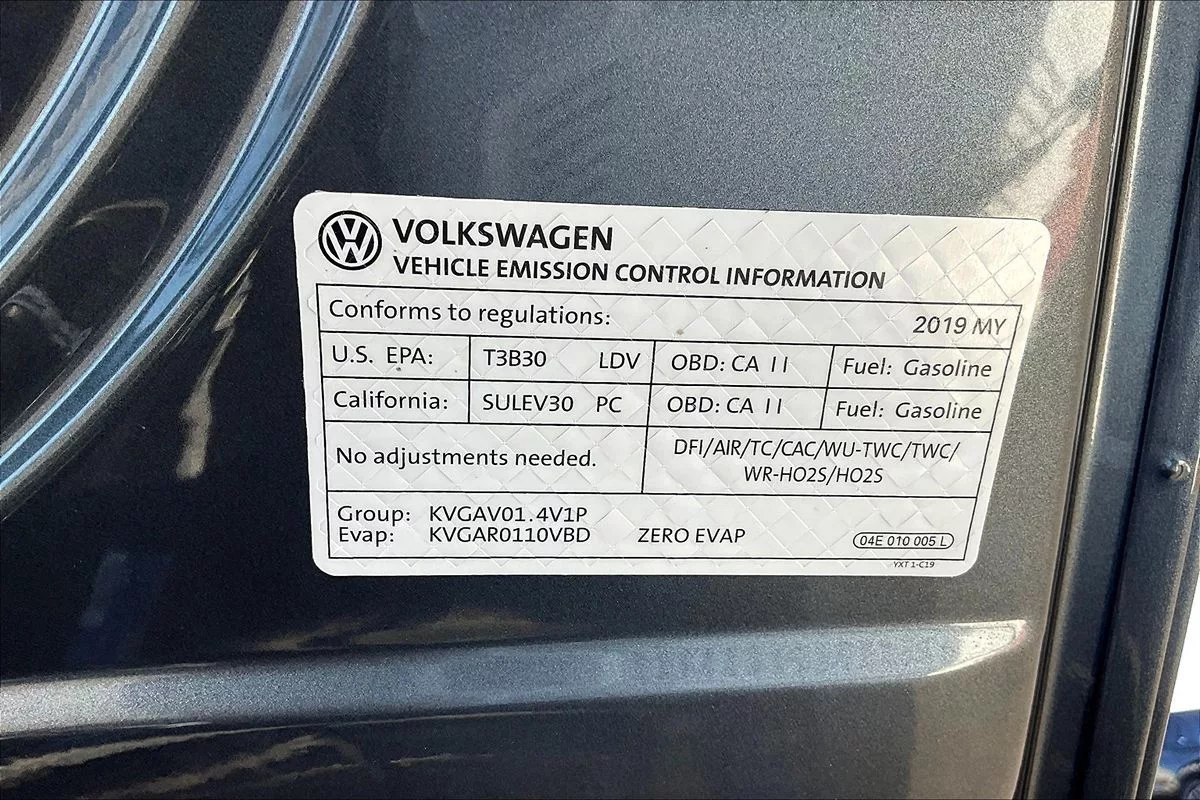 VOLKSWAGEN
VEHICLE EMISSION CONTROL INFORMATION
Conforms to regulations: 2019 MY
U.S. EPA: T3B30 LDV OBD: CA II Fuel: Gasoline
California: SULEV30 PC OBD: CA II Fuel: Gasoline
No adjustments needed.
DFI/AIR/TC/CAC/WU-TWC/TWC/
WR-HO2S/HO2S
Group: KVGAV01.4V1P
Evap: KVGAR0110VBD ZERO EVAP 04E 010 005 L
YXT 1-C19